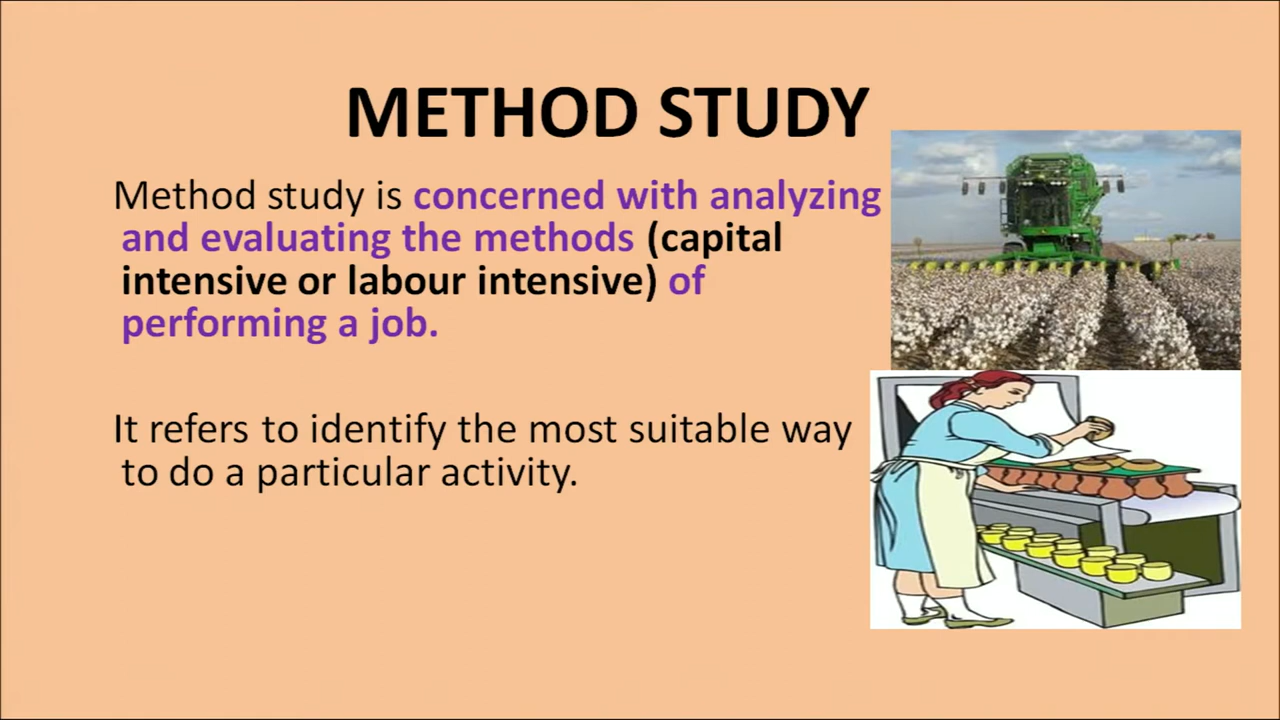 METHOD STUDY
Method study is concerned with analyzing
and evaluating the methods (capital
intensive or labour intensive) of
performing a job.
It refers to identify the most suitable way
to do a particular activity.